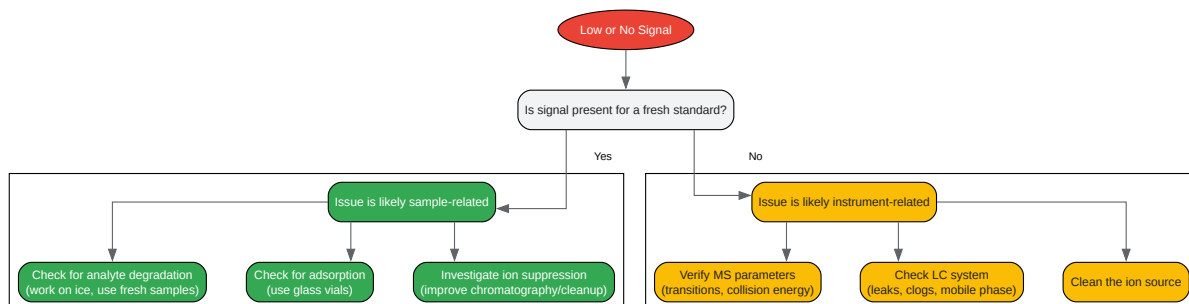 Low or No Signal
Is signal present for a fresh standard?
Yes
No
Issue is likely sample-related
Issue is likely instrument-related
Check for analyte degradation
(work on ice, use fresh samples)
Check for adsorption
(use glass vials)
Investigate ion suppression
(improve chromatography/cleanup)
Verify MS parameters
(transitions, collision energy)
Check LC system
(leaks, clogs, mobile phase)
Clean the ion source